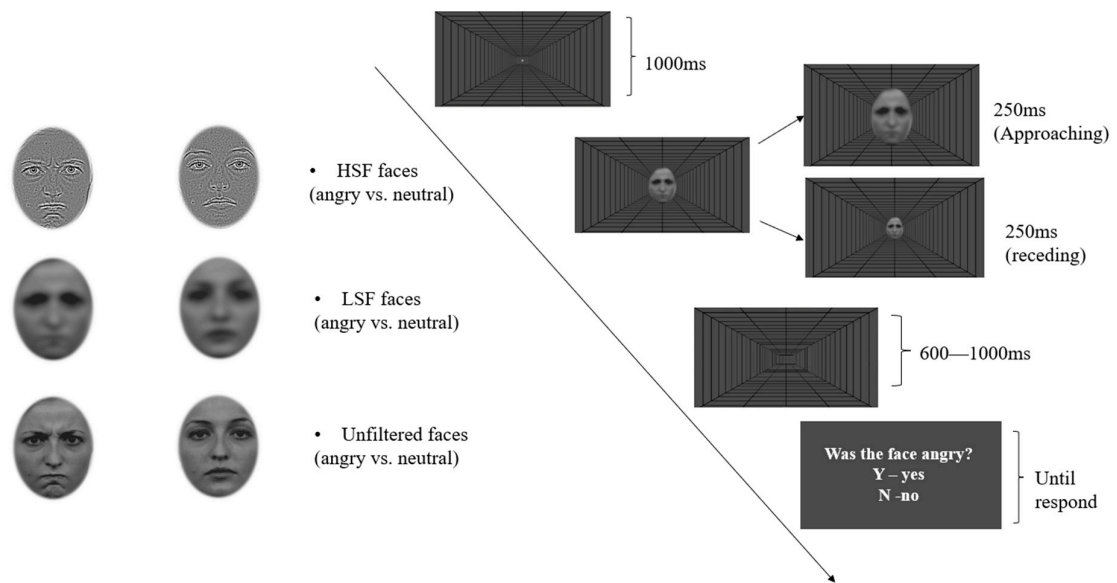 • HSF faces
(angry vs. neutral)
• LSF faces
(angry vs. neutral)
• Unfiltered faces
(angry vs. neutral)
1000ms
250ms
(Approaching)
250ms
(receding)
600—1000ms
Was the face angry?
Y – yes
N -no
Until
respond